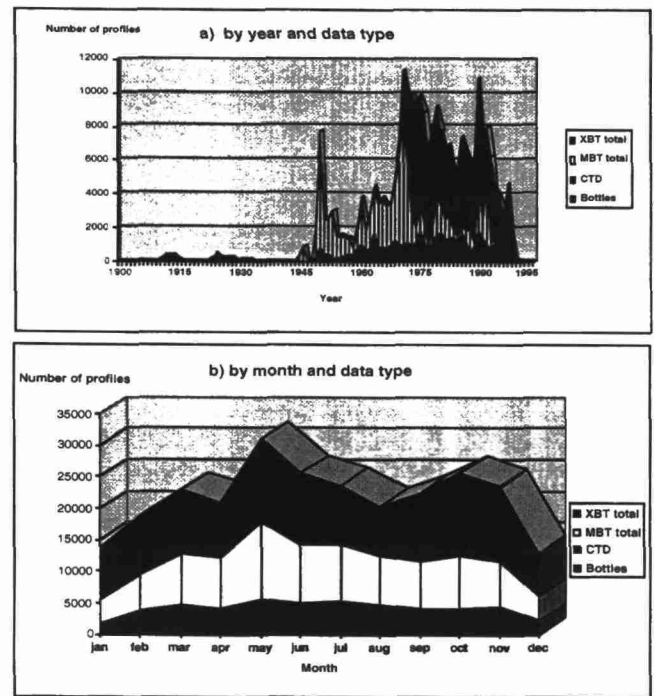 Number of profiles
a) by year and data type
12000
10000
8000
6000
4000
2000
0
1900 1915 1930 1945 1960 1975 1990 1995
Year
XBT total
MBT total
CTD
Bottles
b) by month and data type
Number of profiles
35000
30000
25000
20000
15000
10000
5000
0
jan feb mar apr may jun jul aug sep oct nov dec
Month
XBT total
MBT total
CTD
Bottles